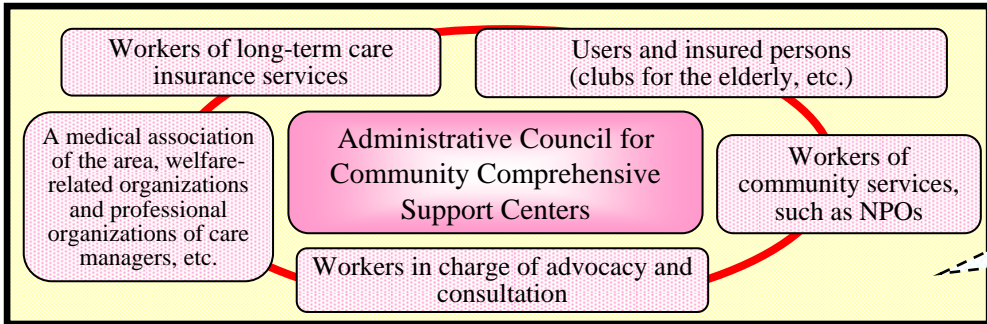 Workers of long-term care
insurance services
Users and insured persons
(clubs for the elderly, etc.)
A medical association
of the area, welfare-
related organizations
and professional
organizations of care
managers, etc.
Administrative Council for
Community Comprehensive
Support Centers
Workers of
community services,
such as NPOs
Workers in charge of advocacy and
consultation